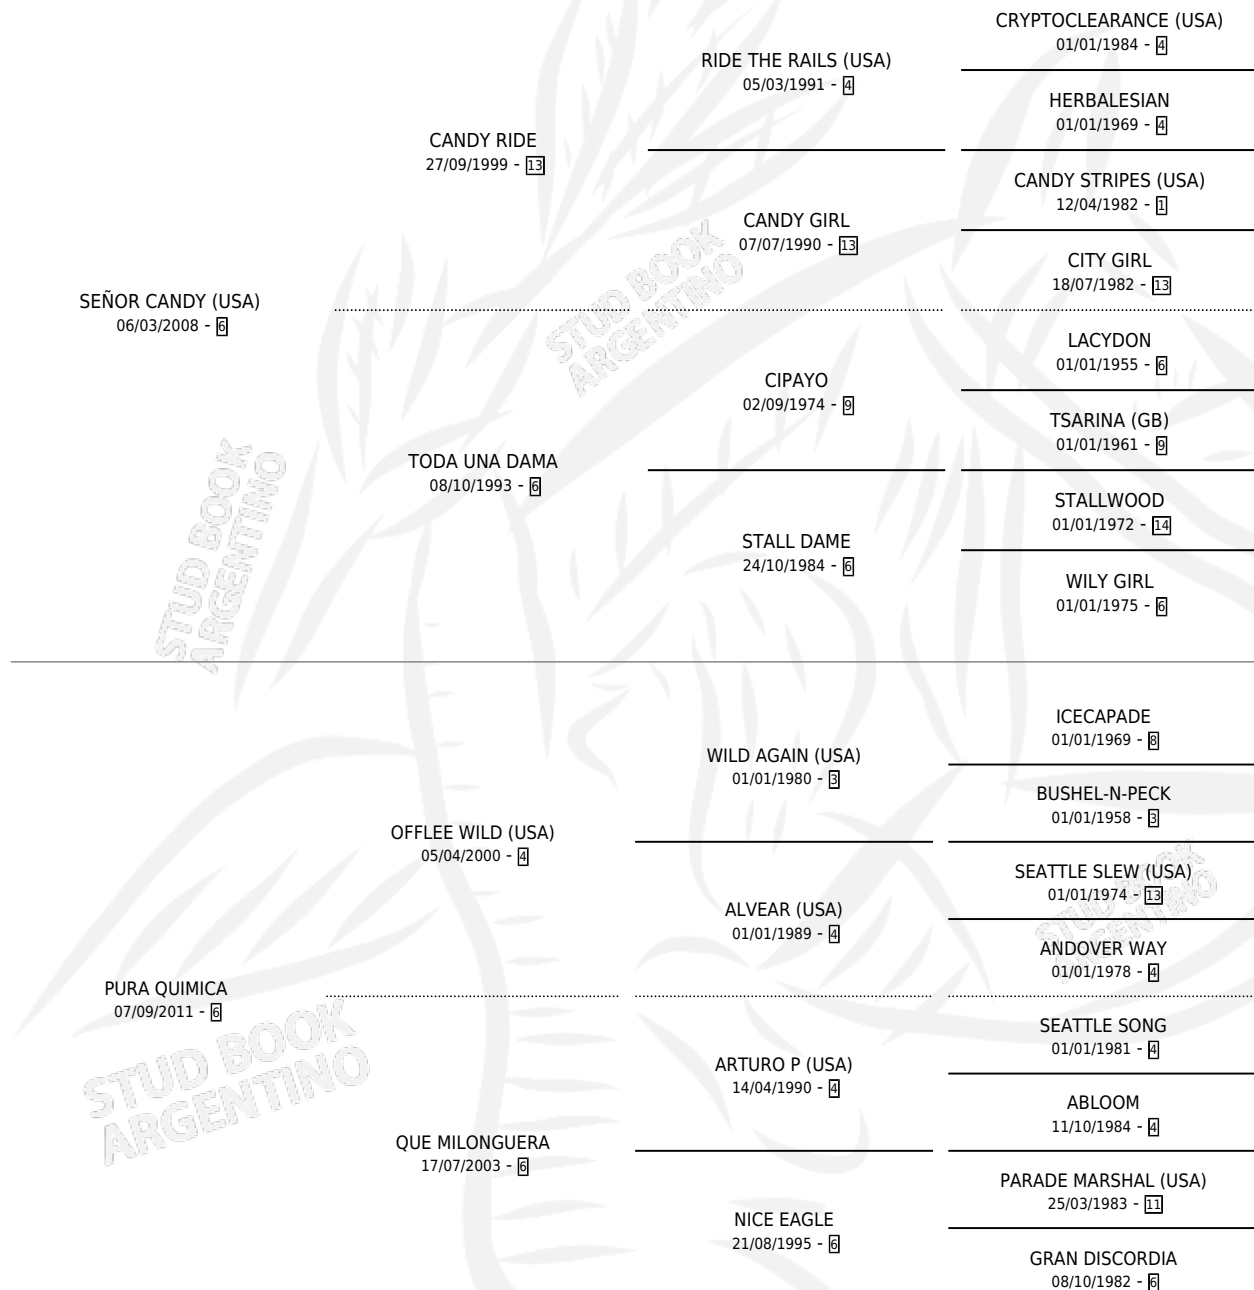 CRYPTOCLEARANCE (USA)
01/01/1984 - 4
RIDE THE RAILS (USA)
05/03/1991 - 4
HERBALESIAN
01/01/1969 - 4
CANDY RIDE
27/09/1999 - 13
CANDY STRIPES (USA)
12/04/1982 - 1
CANDY GIRL
07/07/1990 - 13
CITY GIRL
18/07/1982 - 13
SEÑOR CANDY (USA)
06/03/2008 - 6
LACYDON
01/01/1955 - 6
CIPAYO
02/09/1974 - 9
TSARINA (GB)
01/01/1961 - 9
TODA UNA DAMA
08/10/1993 - 6
STALLWOOD
01/01/1972 - 14
STALL DAME
24/10/1984 - 6
WILY GIRL
01/01/1975 - 6
ICECAPADE
01/01/1969 - 8
WILD AGAIN (USA)
01/01/1980 - 3
BUSHEL-N-PECK
01/01/1958 - 3
OFFLEE WILD (USA)
05/04/2000 - 4
SEATTLE SLEW (USA)
01/01/1974 - 13
ALVEAR (USA)
01/01/1989 - 4
ANDOVER WAY
01/01/1978 - 4
PURA QUIMICA
07/09/2011 - 6
SEATTLE SONG
01/01/1981 - 4
ARTURO P (USA)
14/04/1990 - 4
ABLOOM
11/10/1984 - 4
QUE MILONGUERA
17/07/2003 - 6
PARADE MARSHAL (USA)
25/03/1983 - 11
NICE EAGLE
21/08/1995 - 6
GRAN DISCORDIA
08/10/1982 - 6
STUD BOOK
ARGENTINO
STUD BOOK
ARGENTINO
STUD BOOK
ARGENTINO
STUD BOOK
ARGENTINO